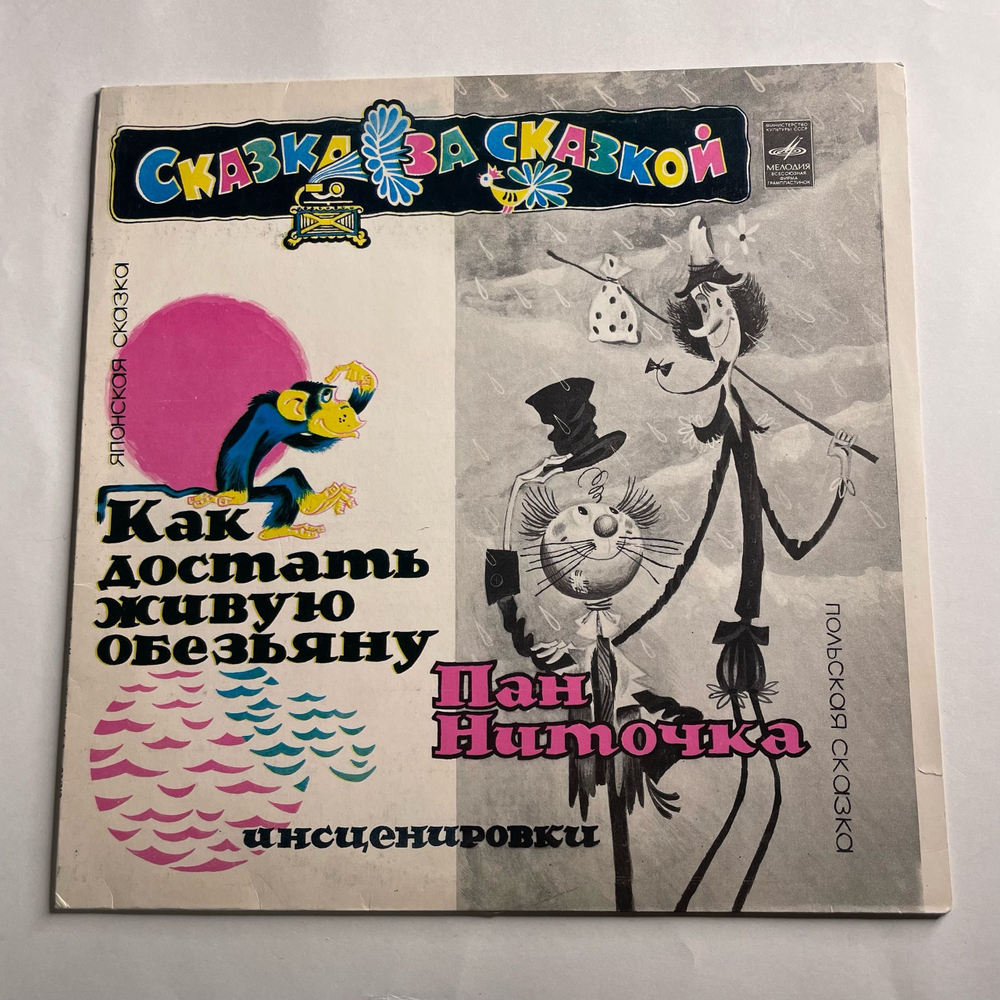 СКАЗКА ЗА СКАЗКОЙ
МИНИСТЕРСТВО
КУЛЬТУРЫ СССР
МЕЛОДИЯ
ВСЕСОЮЗНАЯ
ФИРМА
ГРАМПЛАСТИНОК
ЯПОНСКАЯ СКАЗКА
Как
достать
живую
обезьяну
Пан
Ниточка
ПОЛЬСКАЯ СКАЗКА
инсценировки